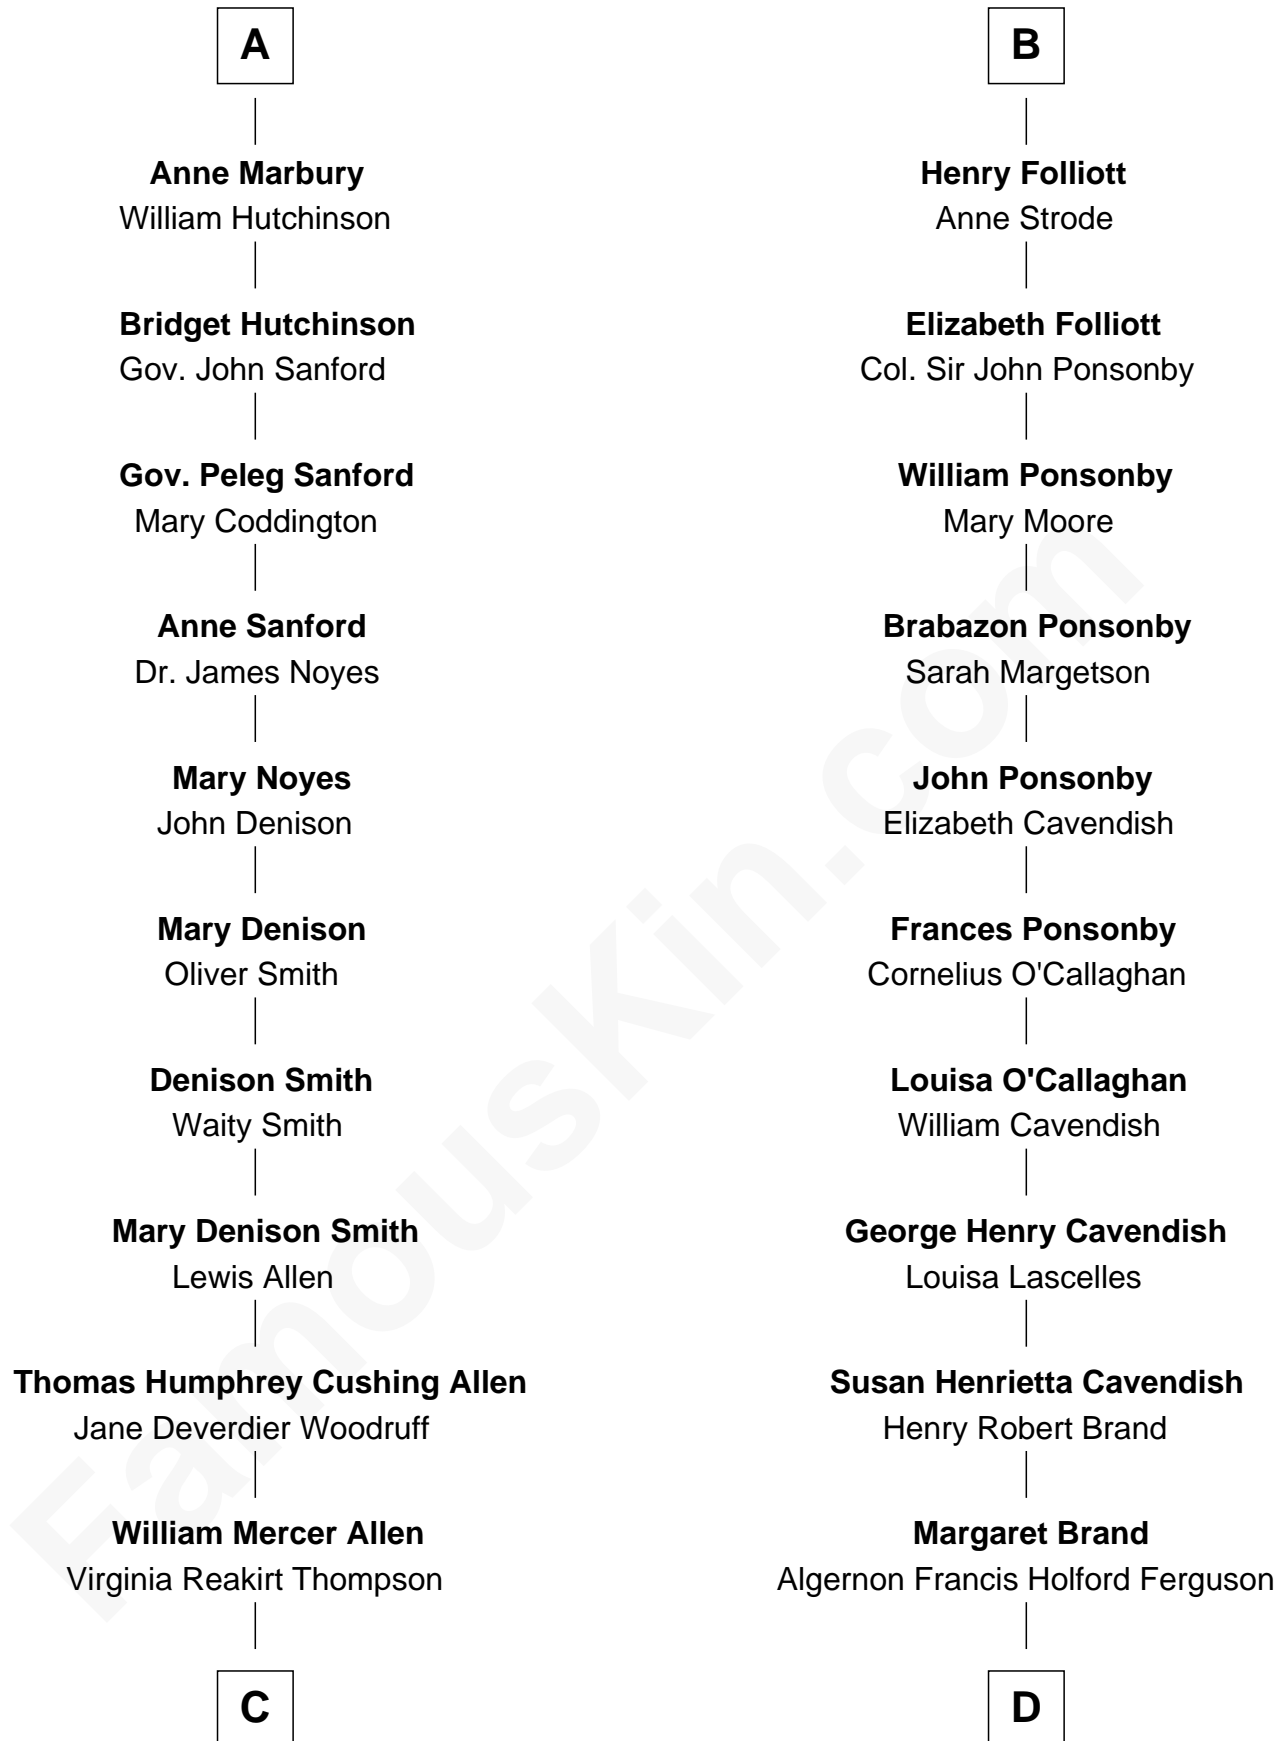 A
Anne Marbury
William Hutchinson
Bridget Hutchinson
Gov. John Sanford
Gov. Peleg Sanford
Mary Coddington
Anne Sanford
Dr. James Noyes
Mary Noyes
John Denison
Mary Denison
Oliver Smith
Denison Smith
Waity Smith
Mary Denison Smith
Lewis Allen
Thomas Humphrey Cushing Allen
Jane Deverdier Woodruff
William Mercer Allen
Virginia Reakirt Thompson
C
B
Henry Folliott
Anne Strode
Elizabeth Folliott
Col. Sir John Ponsonby
William Ponsonby
Mary Moore
Brabazon Ponsonby
Sarah Margetson
John Ponsonby
Elizabeth Cavendish
Frances Ponsonby
Cornelius O'Callaghan
Louisa O'Callaghan
William Cavendish
George Henry Cavendish
Louisa Lascelles
Susan Henrietta Cavendish
Henry Robert Brand
Margaret Brand
Algernon Francis Holford Ferguson
D
FamousKin.com